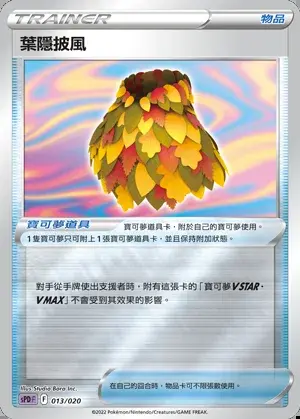 TRAINER
物品
葉隱披風
寶可夢道具
寶可夢道具卡，附於自己的寶可夢使用。
1隻寶可夢只可附上1張寶可夢道具卡，並且保持附加狀態。
對手從手牌使出支援者時，附有這張卡的「寶可夢VSTAR・
VMAX」不會受到其效果的影響。
Illus. Studio Bora Inc.
sPD F F 013/020
在自己的回合時，物品卡可不限張數使用。
©2022 Pokémon/Nintendo/Creatures/GAME FREAK.